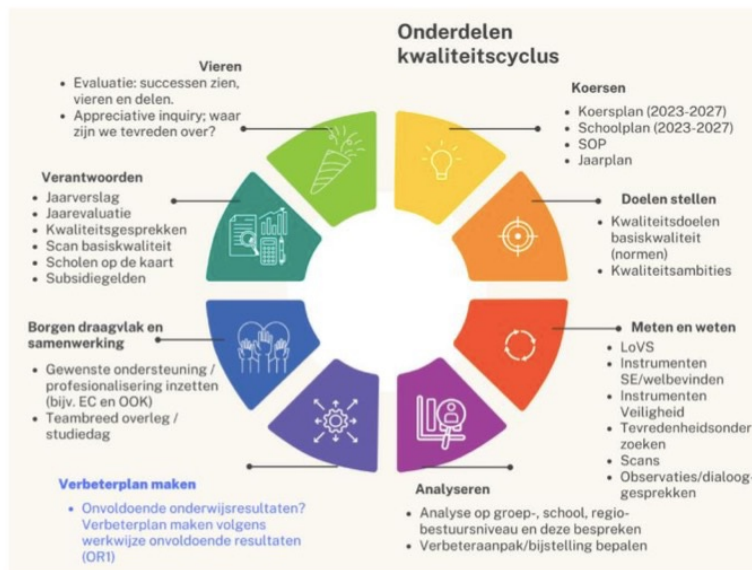 Onderdelen
kwaliteitscyclus
Vieren
• Evaluatie: successen zien,
vieren en delen.
• Appreciative inquiry; waar
zijn we tevreden over?
Koersen
• Koersplan (2023-2027)
• Schoolplan (2023-2027)
• SOP
• Jaarplan
Verantwoorden
• Jaarverslag
• Jaarevaluatie
• Kwaliteitsgesprekken
• Scan basiskwaliteit
• Scholen op de kaart
• Subsidiegelden
Doelen stellen
• Kwaliteitsdoelen
basiskwaliteit
(normen)
• Kwaliteitsambities
Borgen draagvlak en
samenwerking
• Gewenste ondersteuning /
profesionalisering inzetten
(bijv. EC en OOK)
• Teambreed overleg /
studiedag
Meten en weten
• LoVS
• Instrumenten
SE/welbevinden
• Instrumenten
Veiligheid
• Tevredenheidsonder
zoeken
• Scans
• Observaties/dialoog-
gesprekken
Verbeterplan maken
• Onvoldoende onderwijsresultaten?
Verbeterplan maken volgens
werkwijze onvoldoende resultaten
(OR1)
Analyseren
• Analyse op groep-, school, regio-
bestuursniveau en deze bespreken
• Verbeteraanpak/bijstelling bepalen